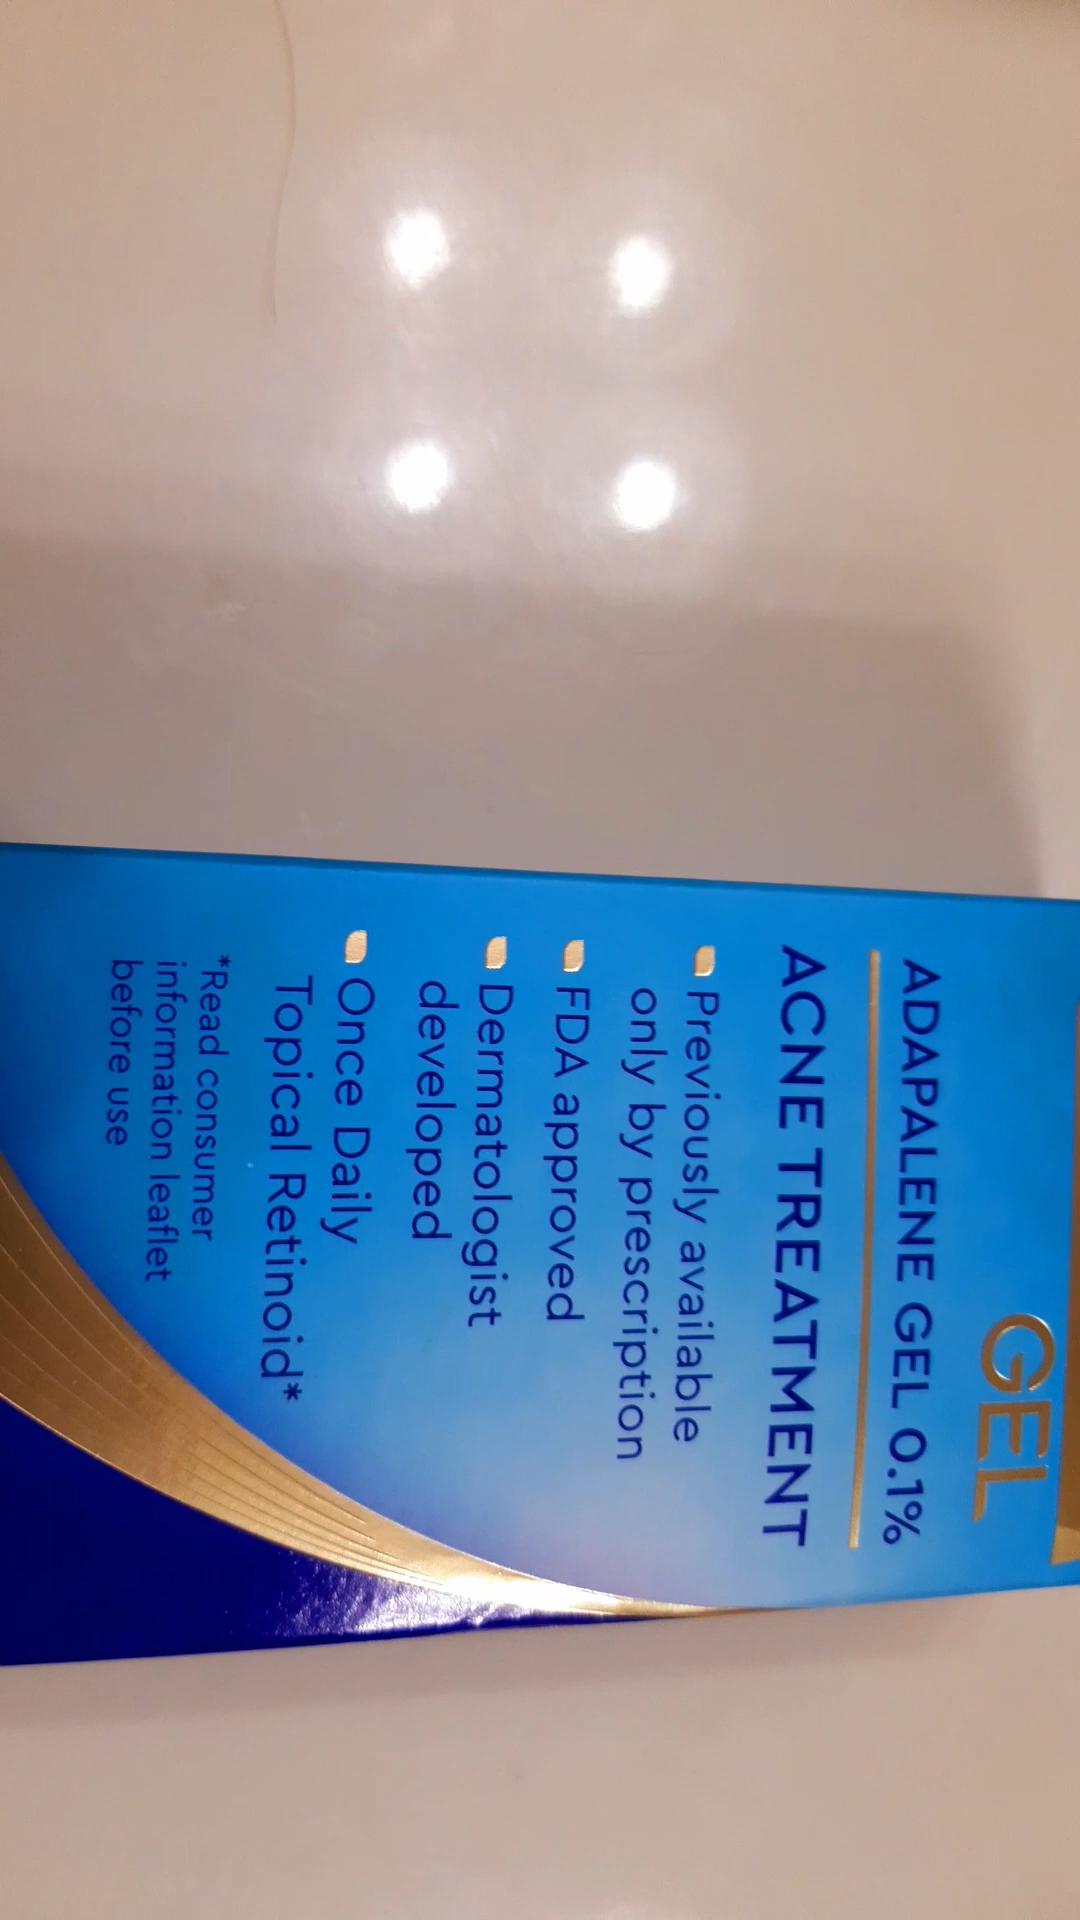 GEL
ADAPALENE GEL 0.1%
ACNE TREATMENT
Previously available
only by prescription
FDA approved
Dermatologist
developed
Once Daily
Topical Retinoid*
*Read consumer
information leaflet
before use